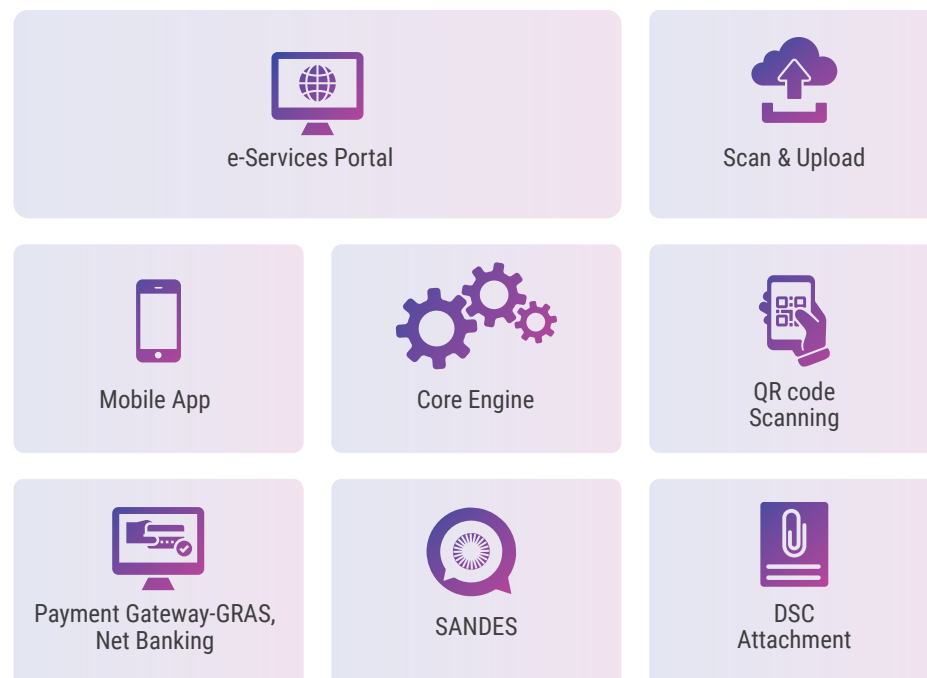 e-Services Portal
Scan & Upload
Mobile App
Core Engine
QR code
Scanning
Payment Gateway-GRAS,
Net Banking
SANDES
DSC
Attachment